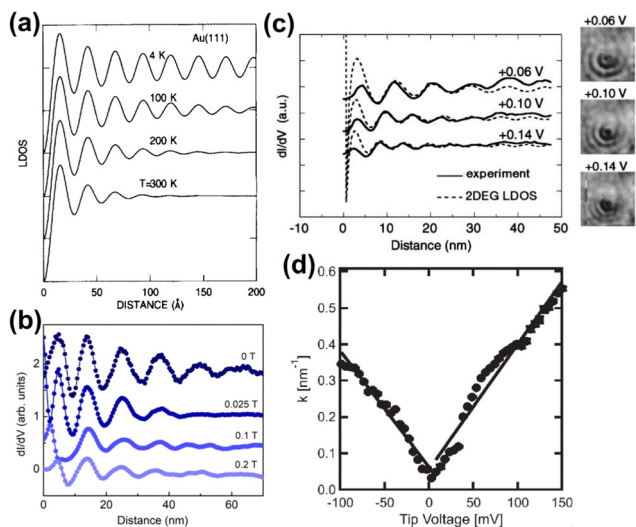 (a)
Au(111)
4 K
100 K
200 K
T=300 K
LDOS
0 50 100 150 200
DISTANCE (Å)
(b)
2
1
0
0 T
0.025 T
0.1 T
0.2 T
dI/dV (arb. units)
0 20 40 60
Distance (nm)
(c)
+0.06 V
+0.10 V
+0.14 V
experiment
2DEG LDOS
dI/dV (a.u.)
0 10 20 30 40 50
Distance (nm)
+0.06 V
+0.10 V
+0.14 V
(d)
0.6
0.5
0.4
0.3
0.2
0.1
0.0
k [nm⁻¹]
-100 -50 0 50 100 150
Tip Voltage [mV]